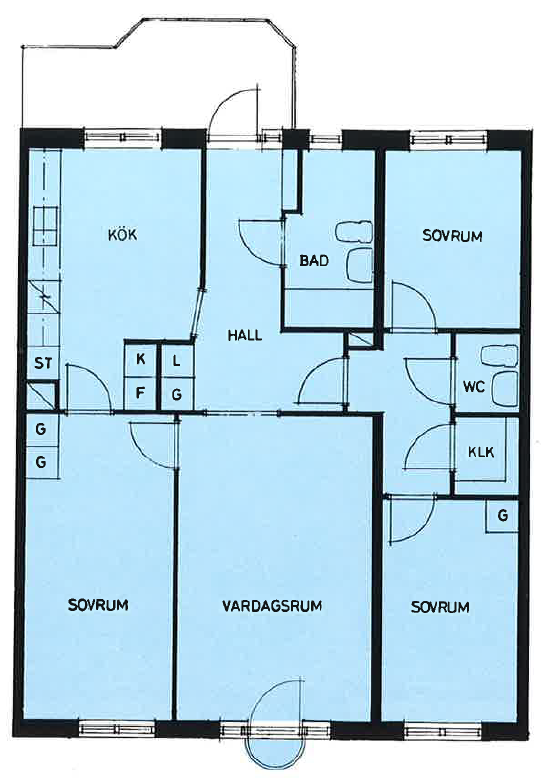 KÖK
SOVRUM
BAD
HALL
ST
K
L
F
G
WC
G
G
KLK
G
SOVRUM
VARDAGSRUM
SOVRUM